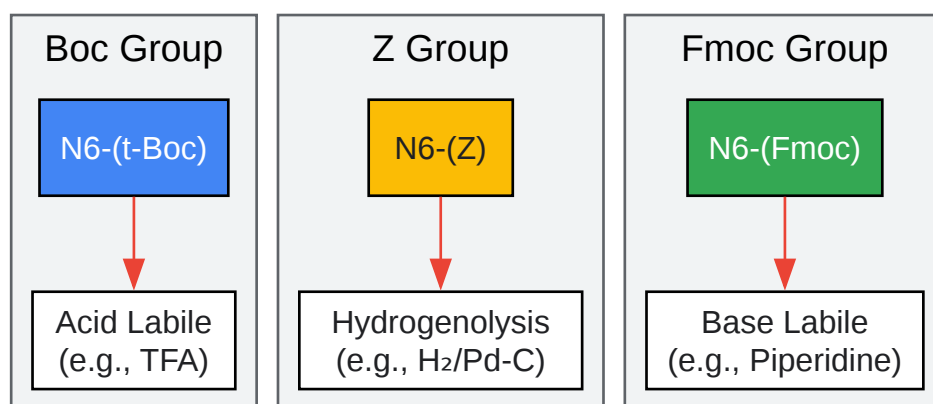 Boc Group
N6-(t-Boc)
Acid Labile
(e.g., TFA)
Z Group
N6-(Z)
Hydrogenolysis
(e.g., H₂/Pd-C)
Fmoc Group
N6-(Fmoc)
Base Labile
(e.g., Piperidine)